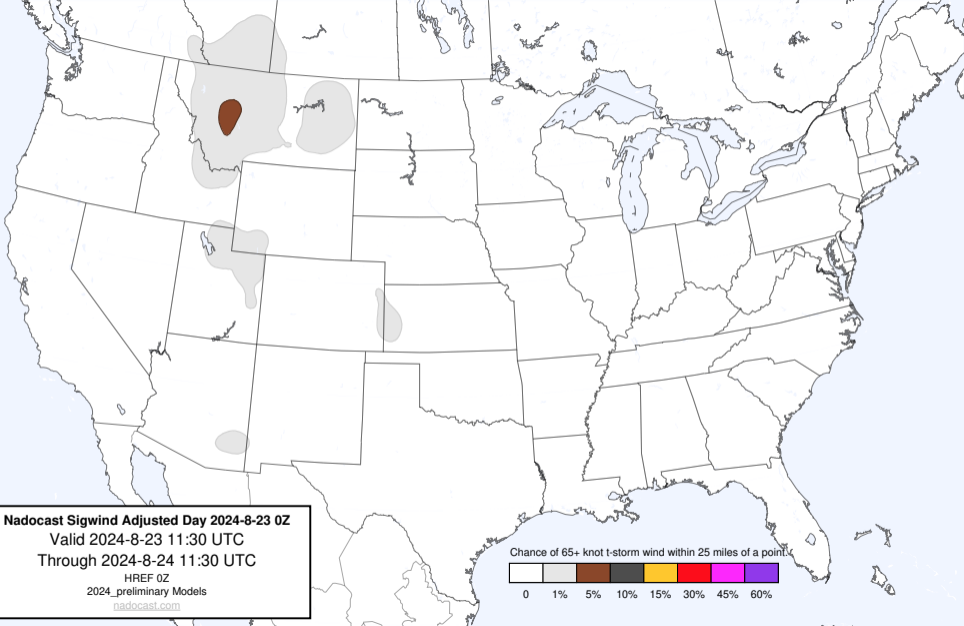 Nadocast Sigwind Adjusted Day 2024-8-23 0Z
Valid 2024-8-23 11:30 UTC
Through 2024-8-24 11:30 UTC
HREF 0Z
2024_preliminary Models
nadocast.com
Chance of 65+ knot t-storm wind within 25 miles of a point.
0 1% 5% 10% 15% 30% 45% 60%